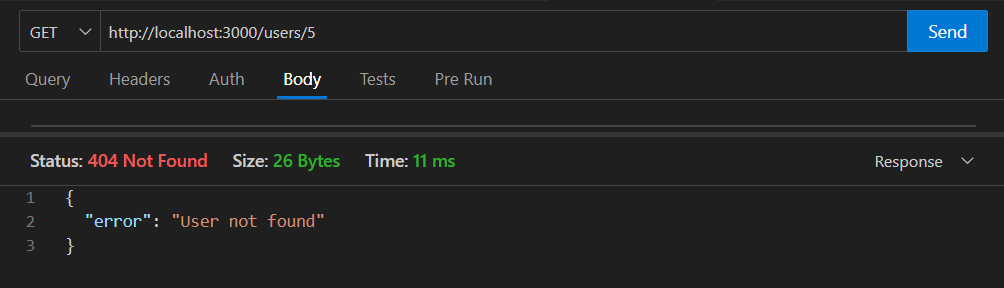 GET http://localhost:3000/users/5 Send
Query Headers Auth Body Tests Pre Run
Status: 404 Not Found Size: 26 Bytes Time: 11 ms Response
1 {
2 "error": "User not found"
3 }